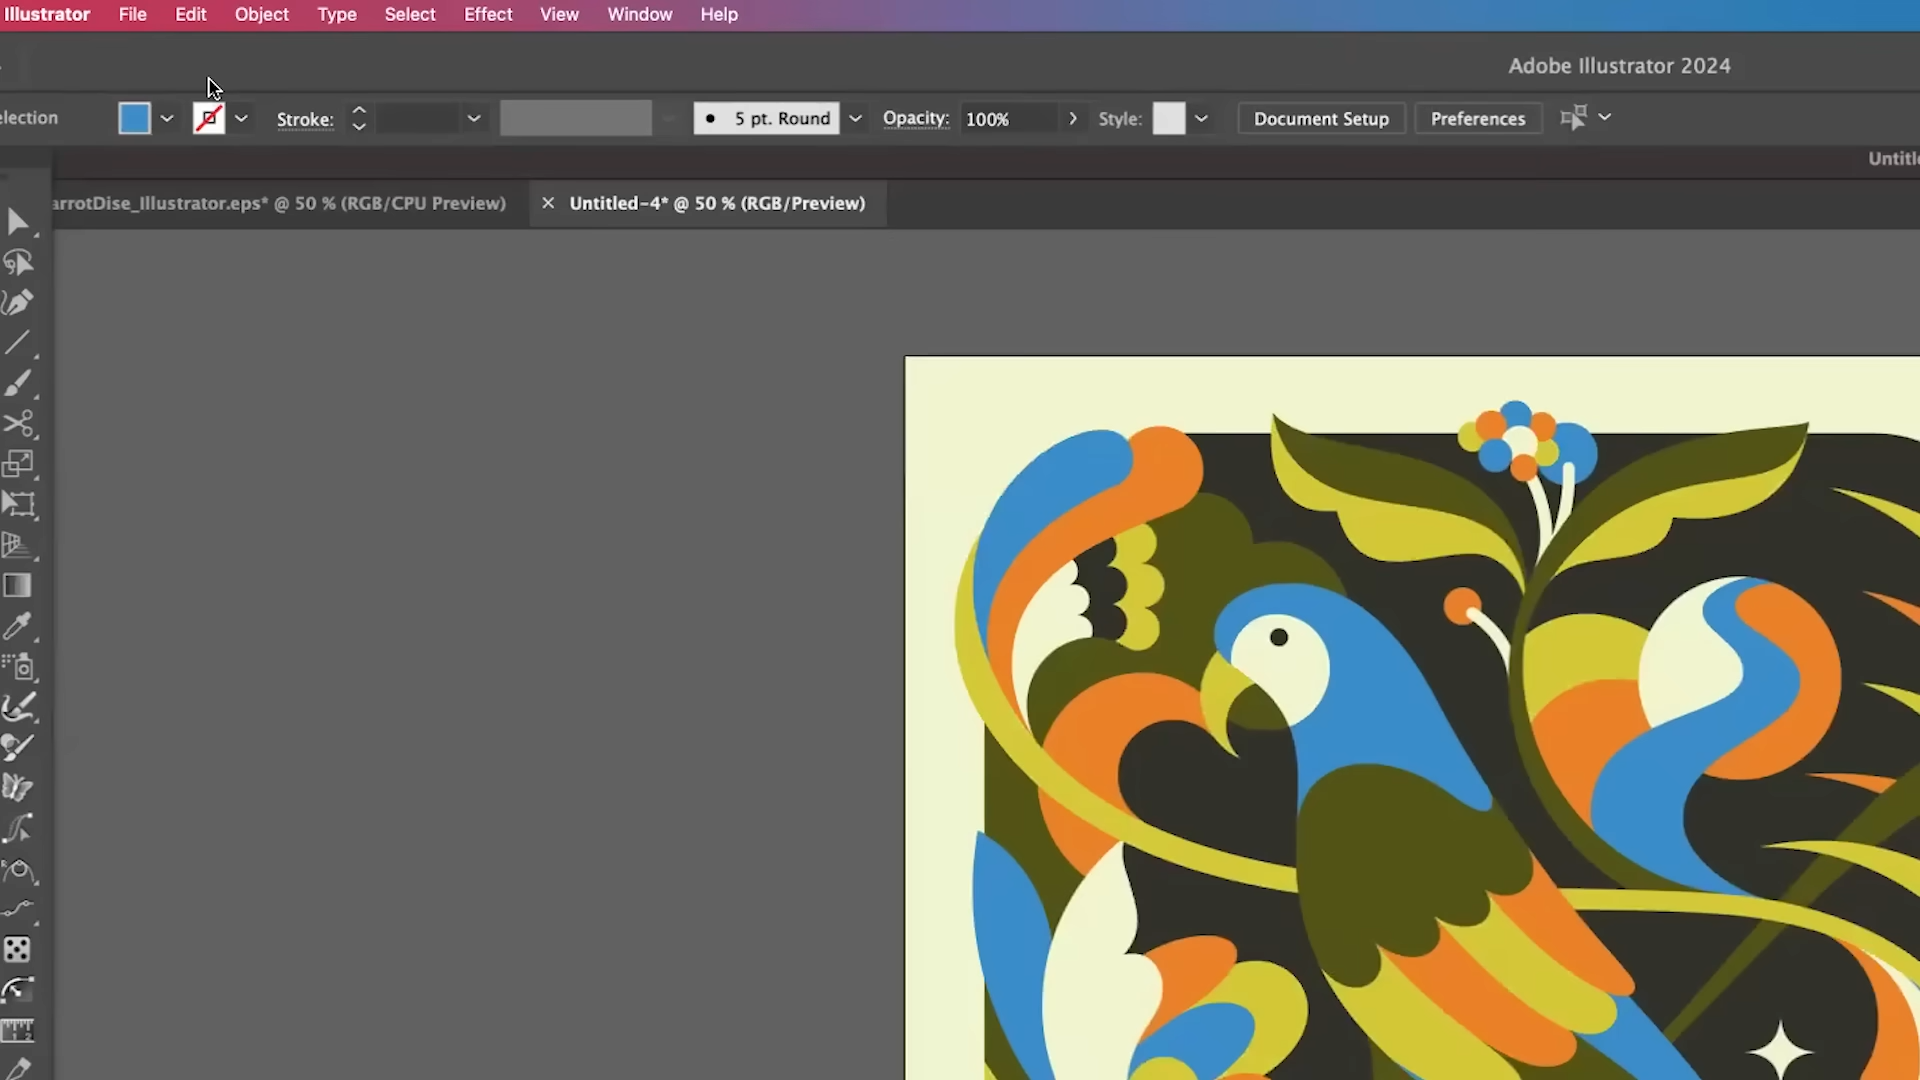 Illustrator File Edit Object Type Select Effect View Window Help
Adobe Illustrator 2024
election Stroke: 5 pt. Round Opacity: 100% Style: Document Setup Preferences
Untitle
arrotDise_Illustrator.eps* @ 50 % (RGB/CPU Preview) × Untitled-4* @ 50 % (RGB/Preview)